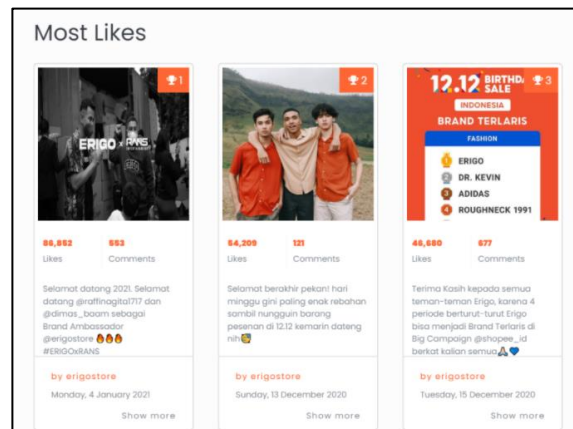 Most Likes
1
ERIGO x RANS
86,852
Likes
553
Comments
Selamat datang 2021. Selamat
datang @raffinagita1717 dan
@dimas_baam sebagai
Brand Ambassador
@erigostore 🔥🔥🔥
#ERIGOxRANS
by erigostore
Monday, 4 January 2021
Show more
2
54,209
Likes
121
Comments
Selamat berakhir pekan! hari
minggu gini paling enak rebahan
sambil nungguin barang
pesenan di 12.12 kemarin dateng
nih
by erigostore
Sunday, 13 December 2020
Show more
12.12 BIRTHD
SALE
3
INDONESIA
BRAND TERLARIS
FASHION
1 ERIGO
2 DR. KEVIN
3 ADIDAS
4 ROUGHNECK 1991
46,680
Likes
677
Comments
Terima Kasih kepada semua
teman-teman Erigo, karena 4
periode berturut-turut Erigo
bisa menjadi Brand Terlaris di
Big Campaign @shopee_id
berkat kalian semua🙏💙
by erigostore
Tuesday, 15 December 2020
Show more